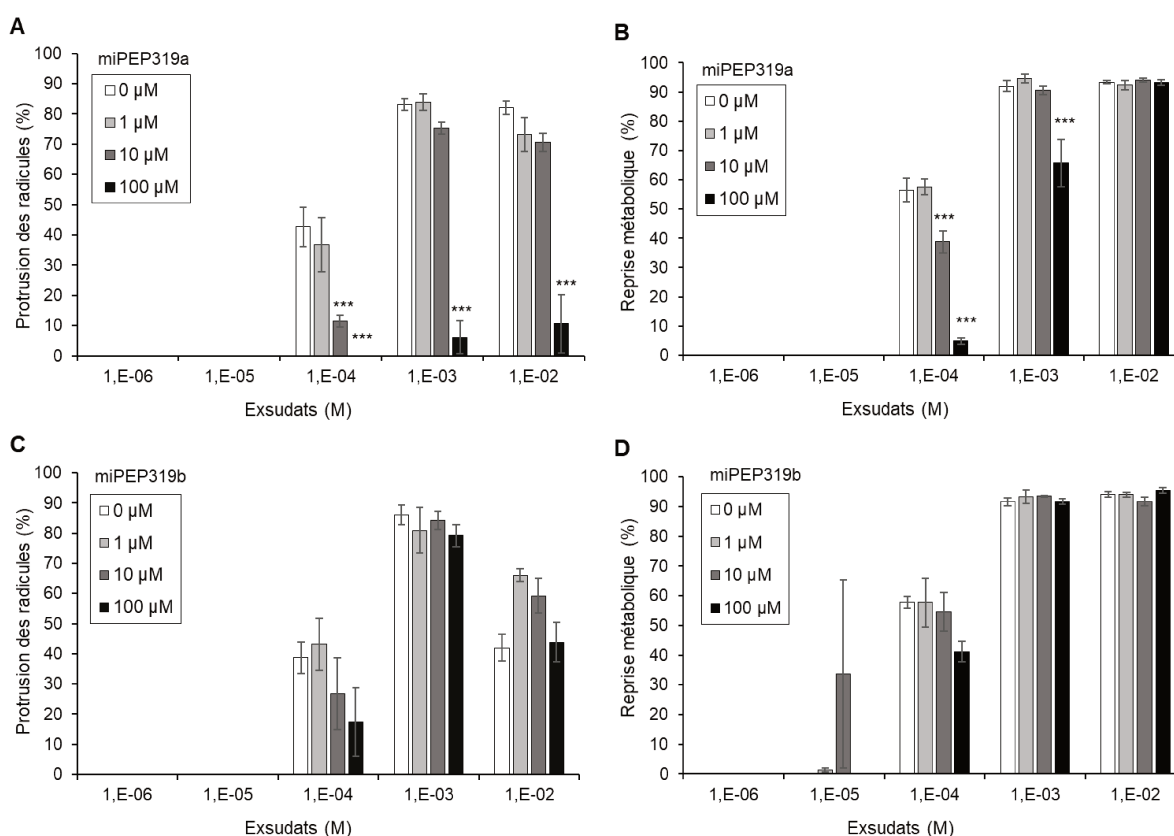 A
miPEP319a
0 µM
1 µM
10 µM
100 µM
Protrusion des radicules (%)
100
90
80
70
60
50
40
30
20
10
0
***
***
***
***
1,E-06 1,E-05 1,E-04 1,E-03 1,E-02
Exsudats (M)
B
miPEP319a
0 µM
1 µM
10 µM
100 µM
Reprise métabolique (%)
100
90
80
70
60
50
40
30
20
10
0
***
***
***
1,E-06 1,E-05 1,E-04 1,E-03 1,E-02
Exsudats (M)
C
miPEP319b
0 µM
1 µM
10 µM
100 µM
Protrusion des radicules (%)
100
90
80
70
60
50
40
30
20
10
0
1,E-06 1,E-05 1,E-04 1,E-03 1,E-02
Exsudats (M)
D
miPEP319b
0 µM
1 µM
10 µM
100 µM
Reprise métabolique (%)
100
90
80
70
60
50
40
30
20
10
0
1,E-06 1,E-05 1,E-04 1,E-03 1,E-02
Exsudats (M)